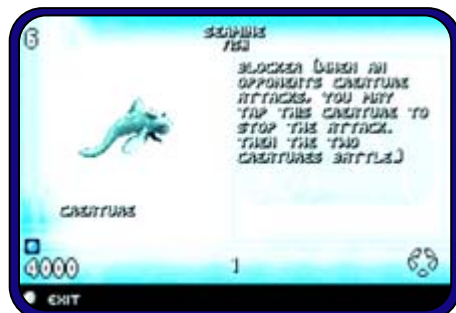 6
SEAMINE
FISH
BLOCKER (WHEN AN
OPPONENTS CREATURE
ATTACKS, YOU MAY
TAP THIS CREATURE TO
STOP THE ATTACK.
THEN THE TWO
CREATURES BATTLE.)
CREATURE
4000
1
EXIT